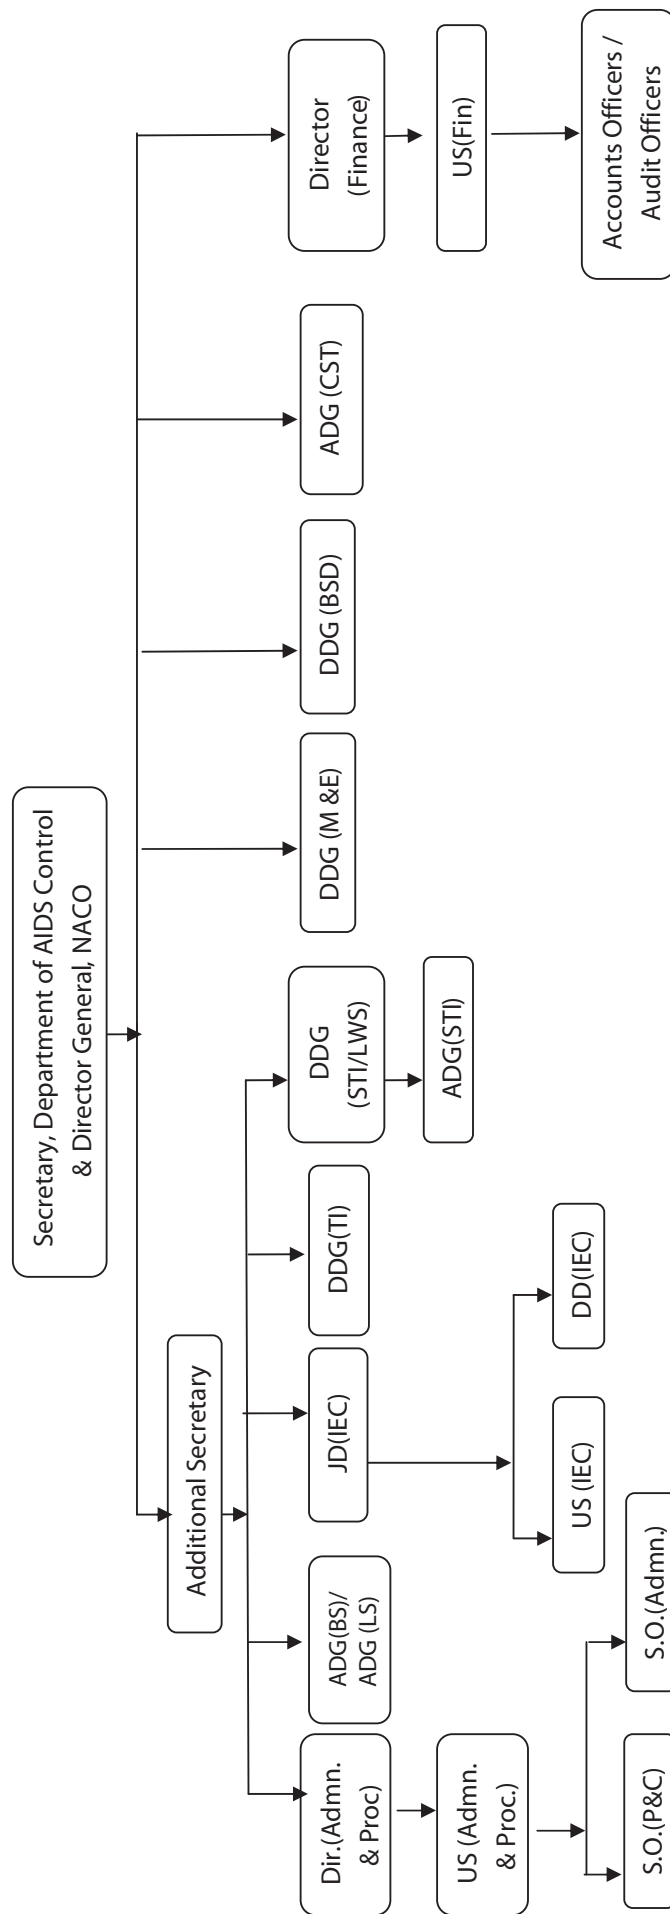 Secretary, Department of AIDS Control
& Director General, NACO
Additional Secretary
Dir.(Admn.
& Proc)
ADG(BS)/
ADG (LS)
JD(IEC)
DDG(TI)
DDG
(STI/LWS)
DDG (M &E)
DDG (BSD)
ADG (CST)
Director
(Finance)
US (Admn.
& Proc.)
ADG(STI)
US(Fin)
US (IEC)
DD(IEC)
S.O.(P&C)
S.O.(Admn.)
Accounts Officers /
Audit Officers